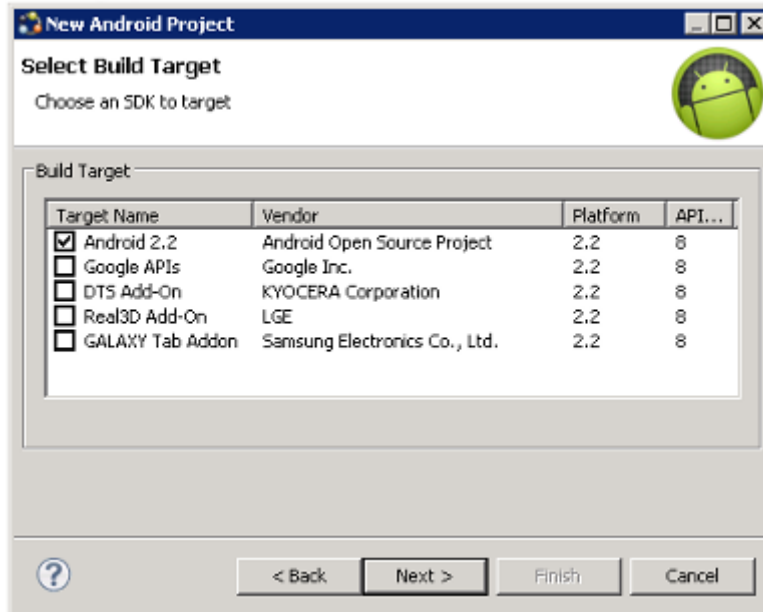 New Android Project
Select Build Target
Choose an SDK to target
Build Target
Target Name Vendor Platform API...
Android 2.2 Android Open Source Project 2.2 8
Google APIs Google Inc. 2.2 8
DTS Add-On KYOCERA Corporation 2.2 8
Real3D Add-On LGE 2.2 8
GALAXY Tab Addon Samsung Electronics Co., Ltd. 2.2 8
? < Back Next > Finish Cancel